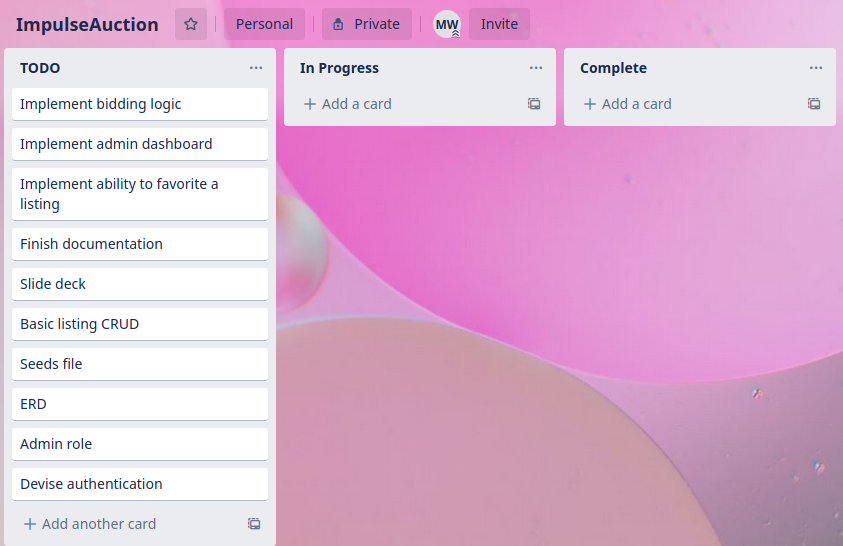 ImpulseAuction
Personal
Private
MW
Invite
TODO
Implement bidding logic
Implement admin dashboard
Implement ability to favorite a
listing
Finish documentation
Slide deck
Basic listing CRUD
Seeds file
ERD
Admin role
Devise authentication
Add another card
In Progress
Add a card
Complete
Add a card